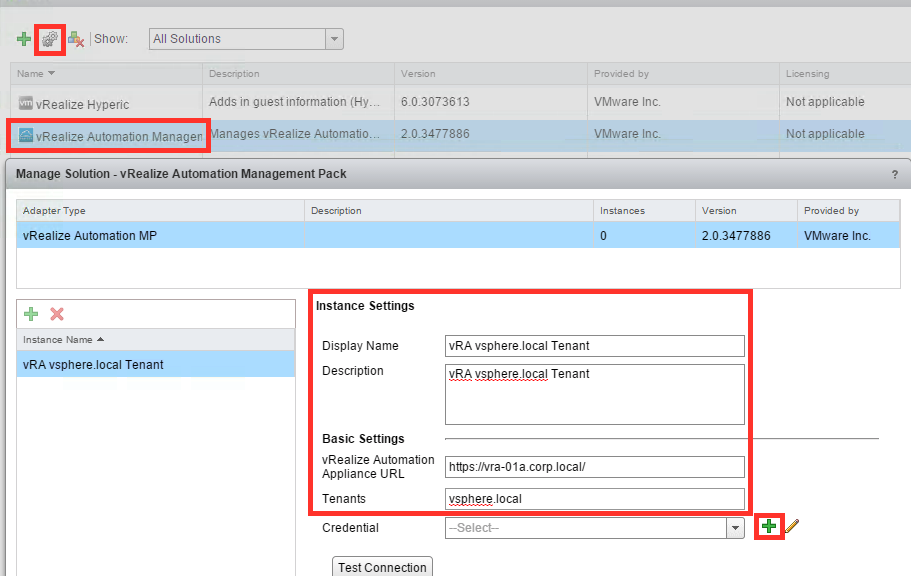 Show: All Solutions
Name Description Version Provided by Licensing
vm vRealize Hyperic Adds in guest information (Hy... 6.0.3073613 VMware Inc. Not applicable
vRealize Automation Managem Manages vRealize Automatio... 2.0.3477886 VMware Inc. Not applicable
Manage Solution - vRealize Automation Management Pack ?
Adapter Type Description Instances Version Provided by
vRealize Automation MP 0 2.0.3477886 VMware Inc.
Instance Name
vRA vsphere.local Tenant
Instance Settings
Display Name vRA vsphere.local Tenant
Description vRA vsphere.local Tenant
Basic Settings
vRealize Automation
Appliance URL https://vra-01a.corp.local/
Tenants vsphere.local
Credential --Select--
Test Connection